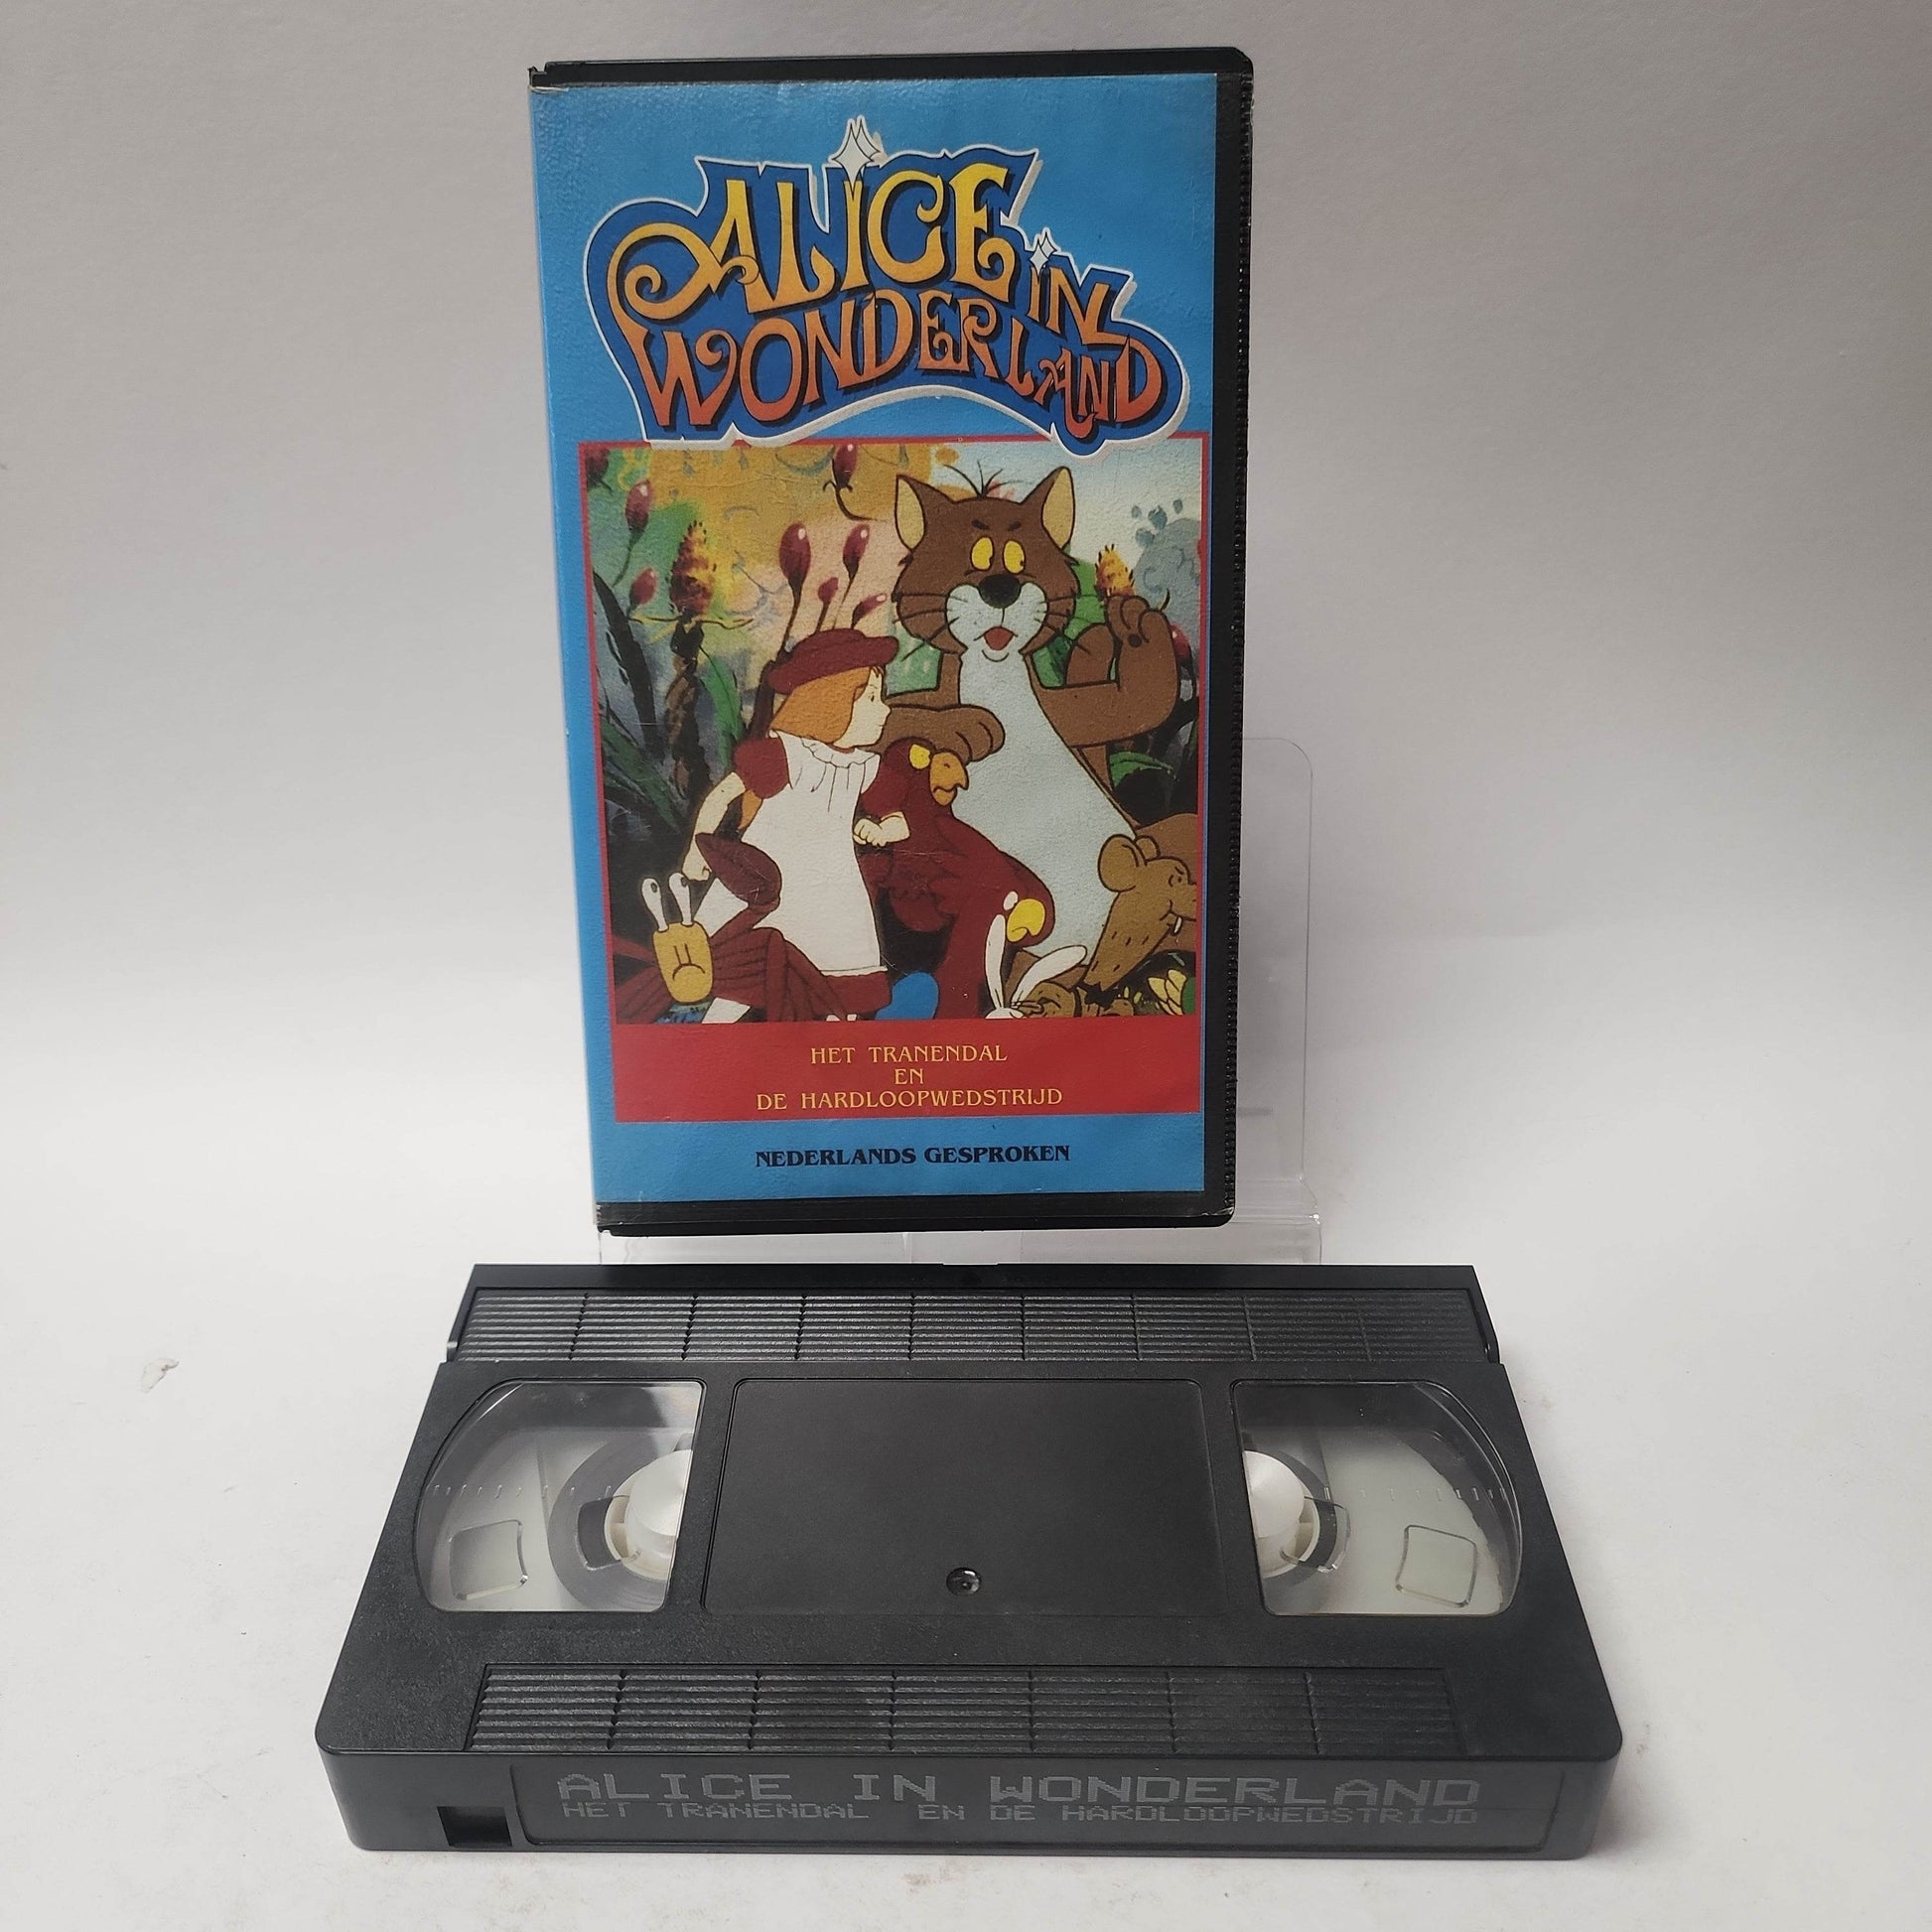 ALICE IN
WONDERLAND
HET TRANENDAL
EN
DE HARDLOOPWEDSTRIJD
NEDERLANDS GESPROKEN
ALICE IN WONDERLAND
HET TRANENDAL EN DE HARDLOOPWEDSTRIJD